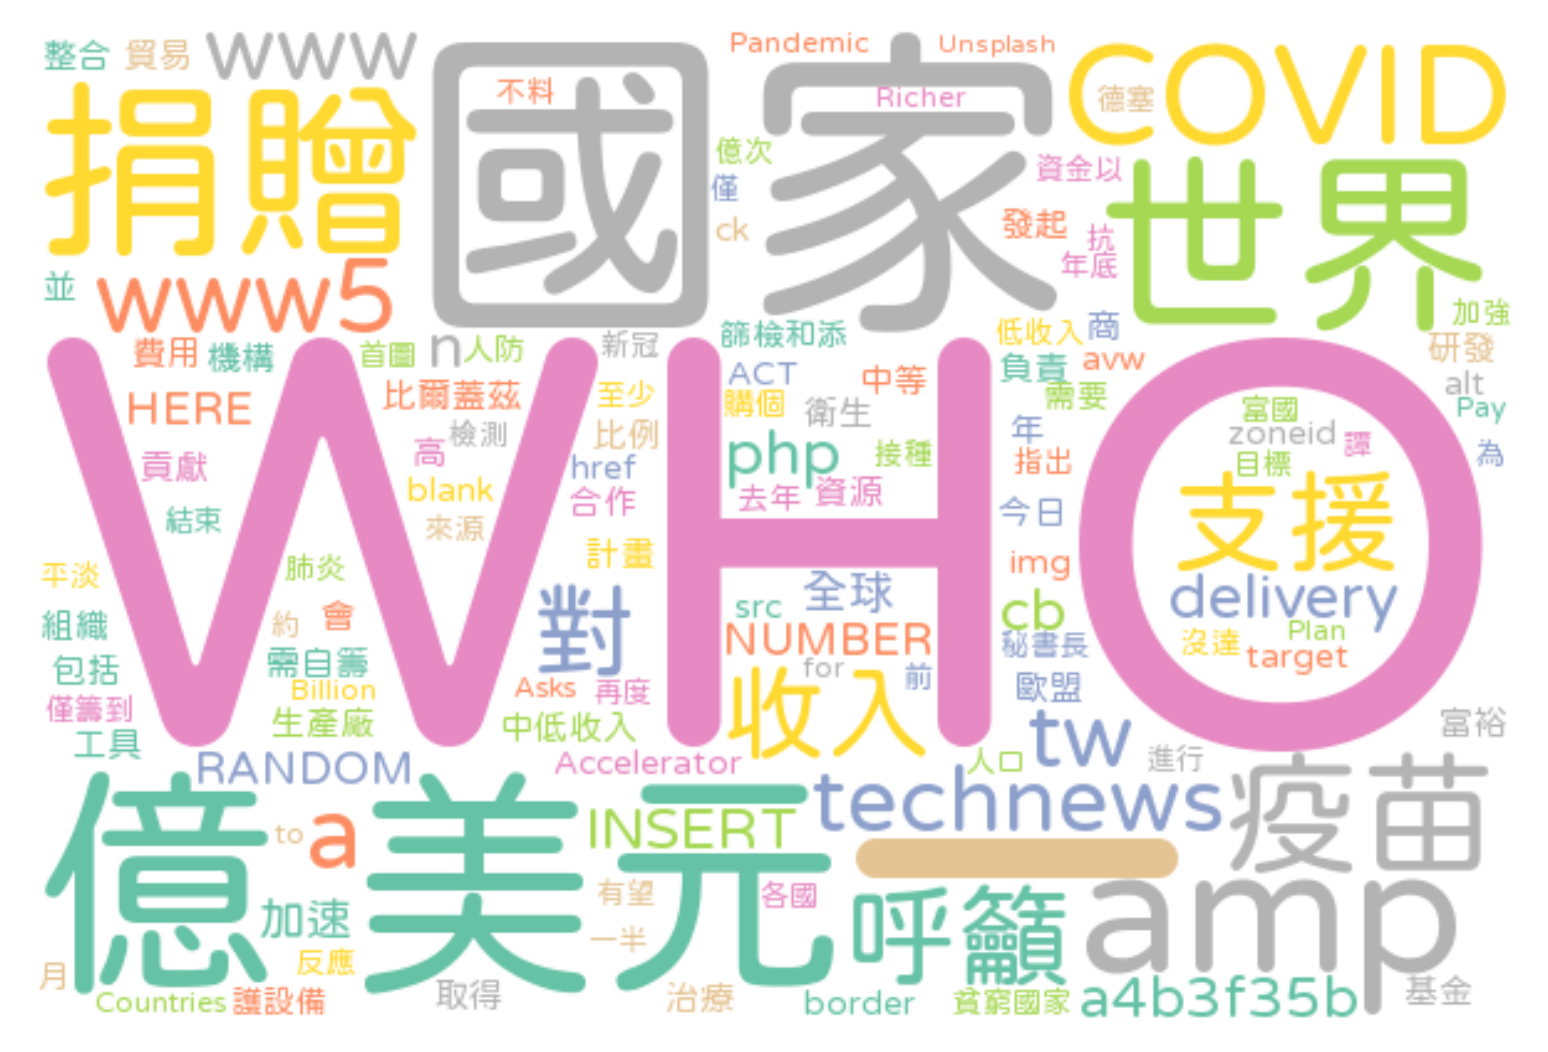 整合 貿易 www 不料 Pandemic Unsplash COVID
捐贈 國家 Richer 德塞
億次 資金以 世界
僅 發起 抗
ck 年底
並 www5 篩檢和添 低收入 商 加強
費用 機構 首圖 n 人防 新冠 負責 avw 研發
HERE 比爾蓋茲 至少 ACT 中等 需要 alt
購個 衛生 富國 Pay
貢獻 高 檢測 比例 php 接種 年 zoneid 譚 為
href 指出 目標
blank 合作 去年 資源 支援
結束 來源 今日
WHO
平淡 肺炎 計畫 img
組織 約 會 對 src 全球 cb delivery
NUMBER 秘書長 沒達 Plan
包括 需自籌 for target
僅籌到 Billion Asks 再度 收入 前 歐盟
生產廠 中低收入 tw 富裕
工具 RANDOM Accelerator 人口 進行
億美元 technews 疫苗
to a INSERT
加速 有望 各國 呼籲 amp
反應 一半
月 Countries 護設備 取得 治療 border 貧窮國家 a4b3f35b 基金